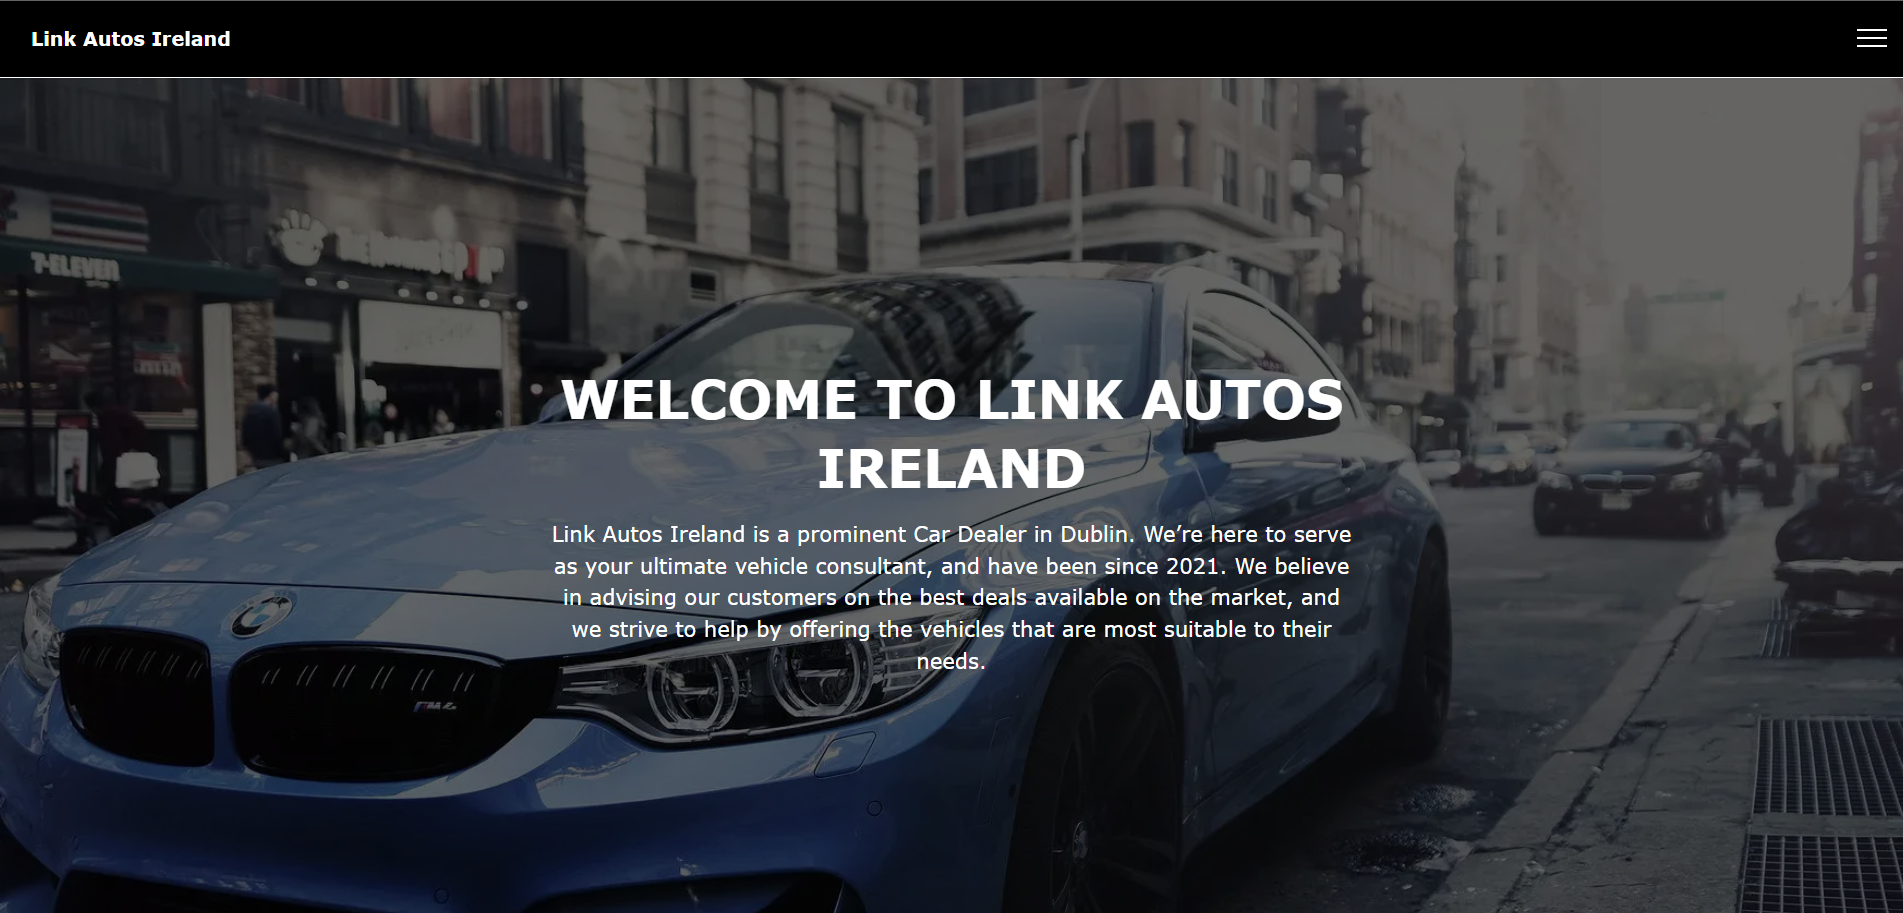 Link Autos Ireland
7-ELEVEN
WELCOME TO LINK AUTOS
IRELAND
Link Autos Ireland is a prominent Car Dealer in Dublin. We’re here to serve
as your ultimate vehicle consultant, and have been since 2021. We believe
in advising our customers on the best deals available on the market, and
we strive to help by offering the vehicles that are most suitable to their
needs.
M4